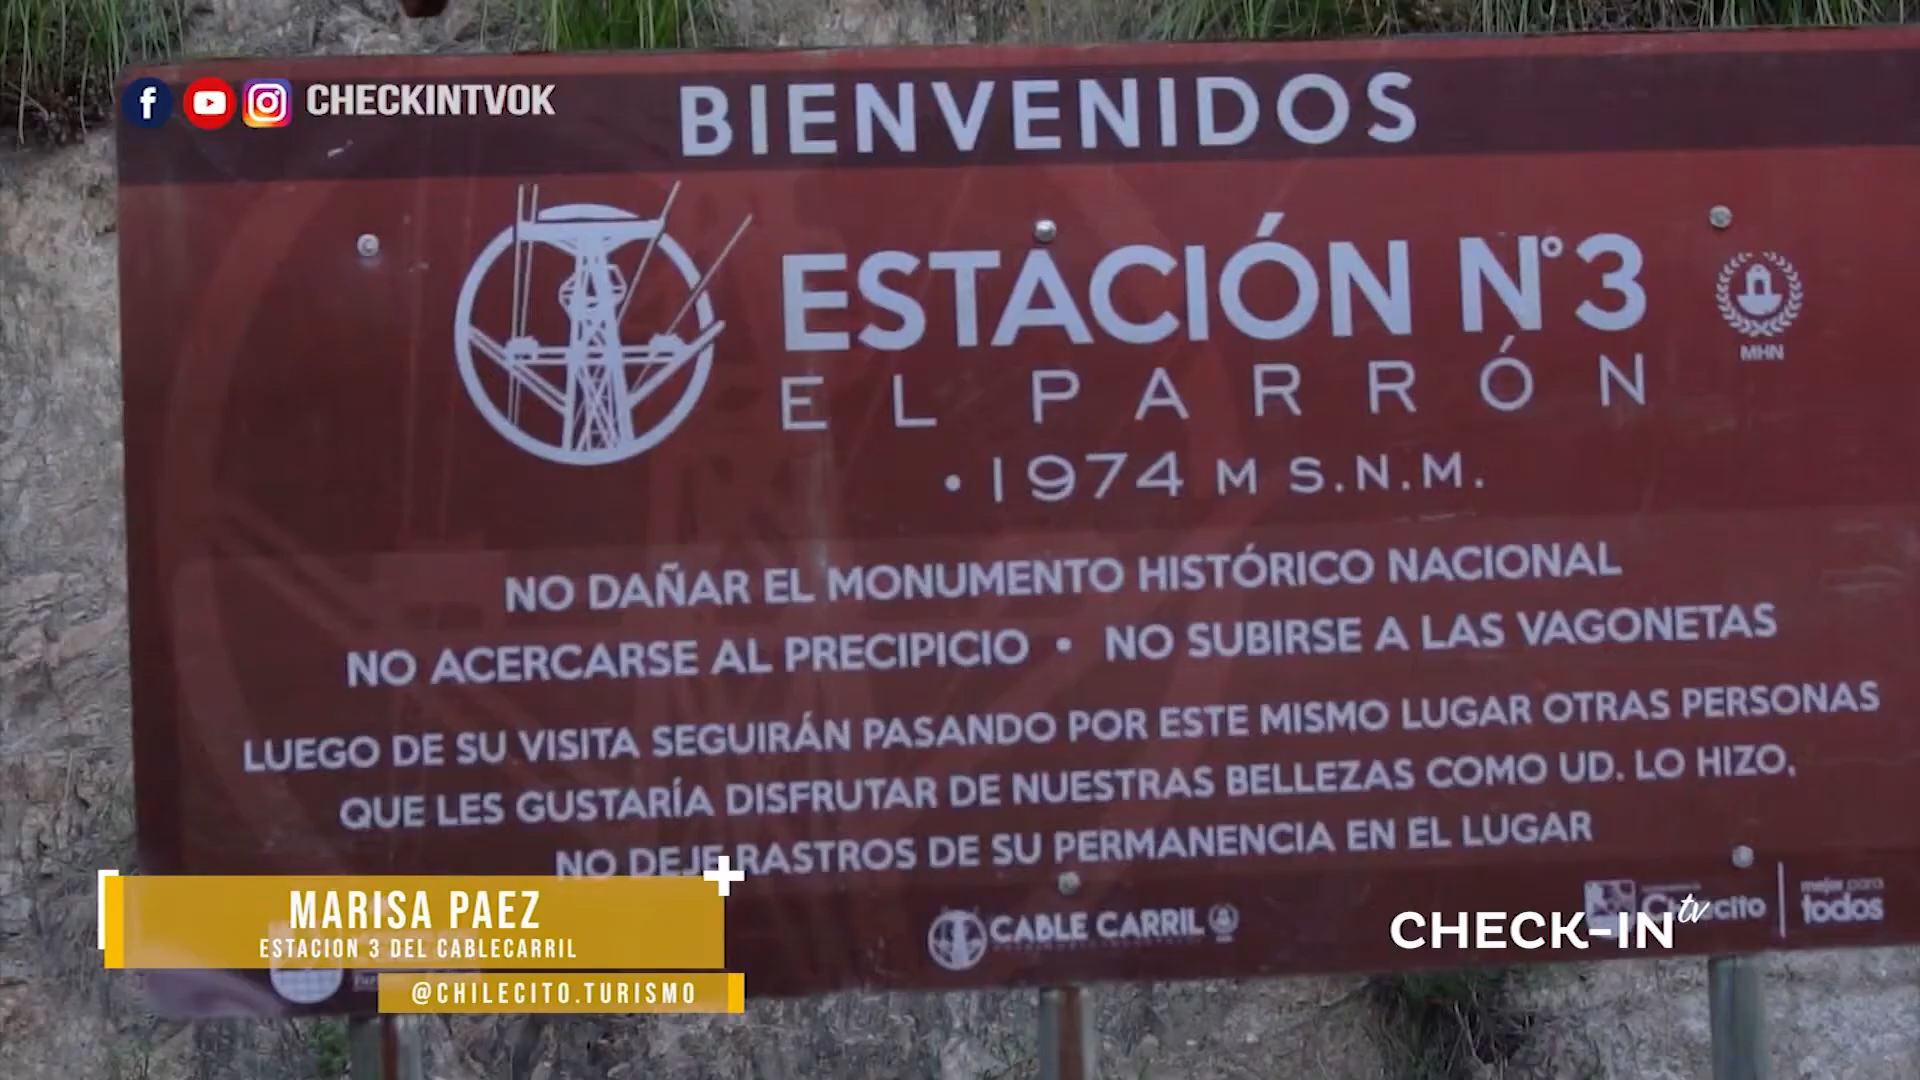 CHECKINTVOK
BIENVENIDOS
ESTACIÓN N°3
EL PARRÓN
MHN
• 1974 M S.N.M.
NO DAÑAR EL MONUMENTO HISTÓRICO NACIONAL
NO ACERCARSE AL PRECIPICIO • NO SUBIRSE A LAS VAGONETAS
LUEGO DE SU VISITA SEGUIRÁN PASANDO POR ESTE MISMO LUGAR OTRAS PERSONAS
QUE LES GUSTARÍA DISFRUTAR DE NUESTRAS BELLEZAS COMO UD. LO HIZO,
NO DEJE RASTROS DE SU PERMANENCIA EN EL LUGAR
MARISA PAEZ
ESTACION 3 DEL CABLECARRIL
@CHILECITO.TURISMO
CABLE CARRIL
CHECK-IN tv
Chilecito
mejor para
todos